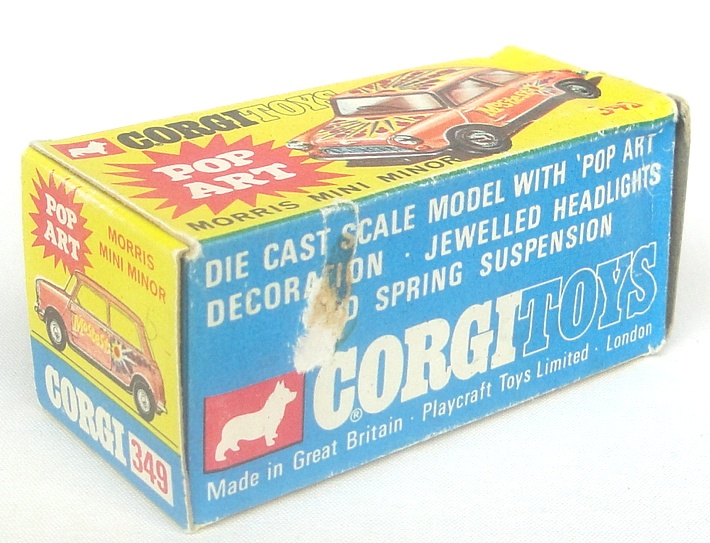 CORGI TOYS
POP
ART
MORRIS MINI MINOR
POP
ART
MORRIS
MINI MINOR
Mostest
CORGI 349
DIE CAST SCALE MODEL WITH 'POP ART'
DECORATION · JEWELLED HEADLIGHTS
SPRING SUSPENSION
CORGI TOYS
®
Made in Great Britain · Playcraft Toys Limited · London